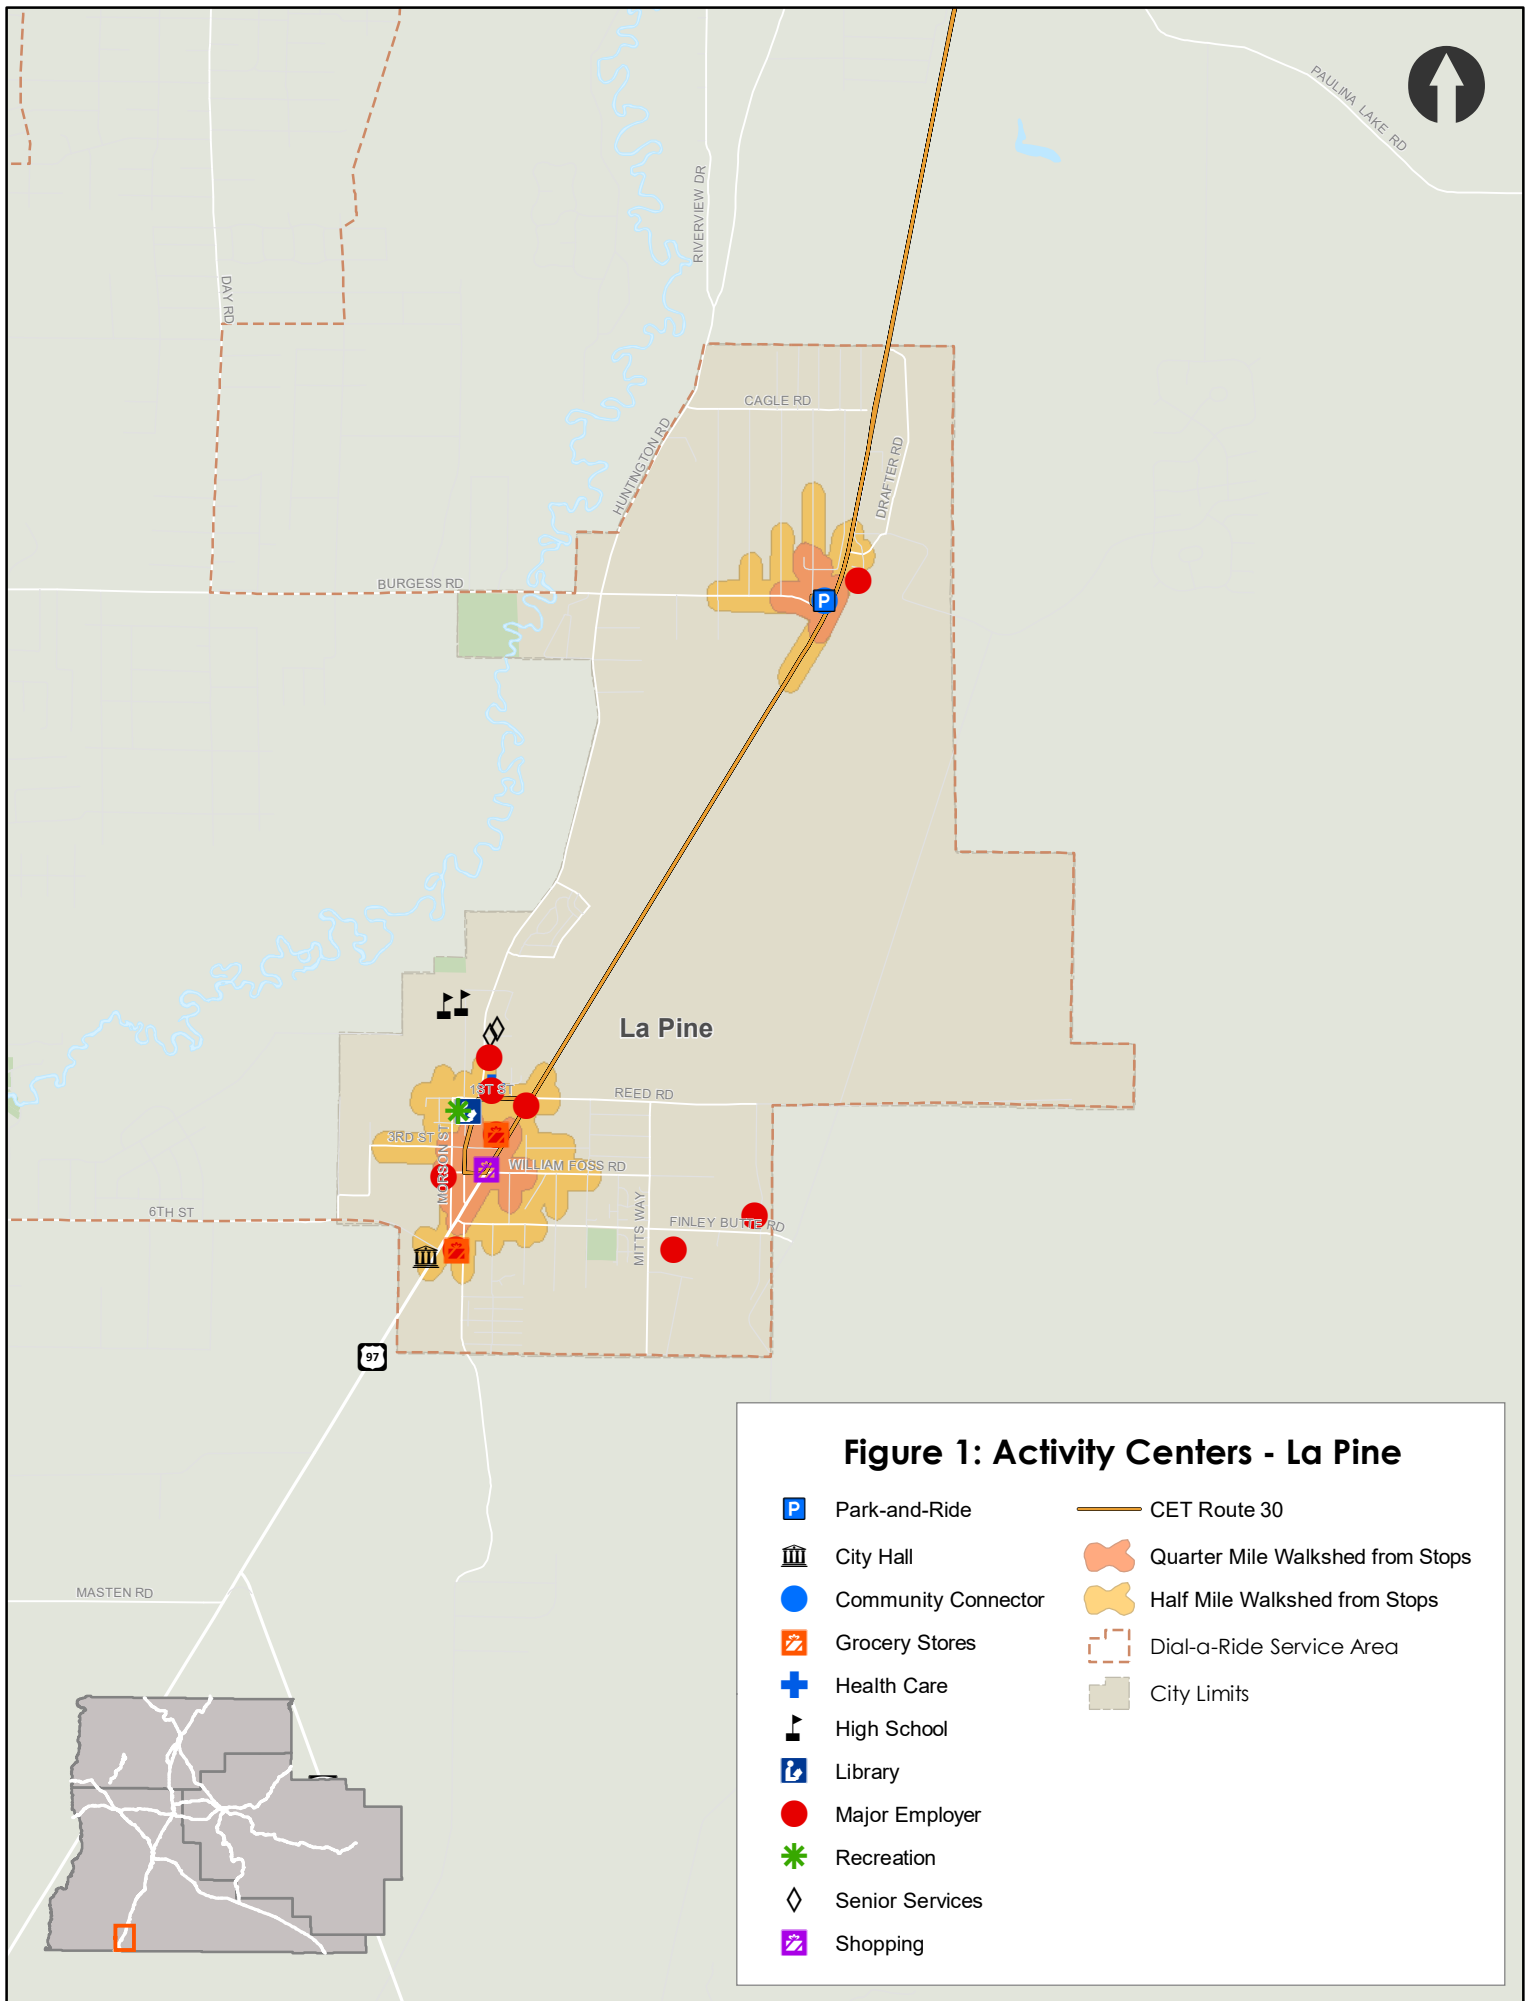 PAULINA LAKE RD
RIVERVIEW DR
DAY RD
CAGLE RD
HUNTINGTON RD
DRAFTER RD
BURGESS RD
P
La Pine
1ST ST
REED RD
3RD ST
MORSON ST
WILLIAM FOSS RD
6TH ST
MITTS WAY
FINLEY BUTTE RD
97
MASTEN RD
Figure 1: Activity Centers - La Pine
P Park-and-Ride
City Hall
Community Connector
Grocery Stores
Health Care
High School
Library
Major Employer
Recreation
Senior Services
Shopping
CET Route 30
Quarter Mile Walkshed from Stops
Half Mile Walkshed from Stops
Dial-a-Ride Service Area
City Limits